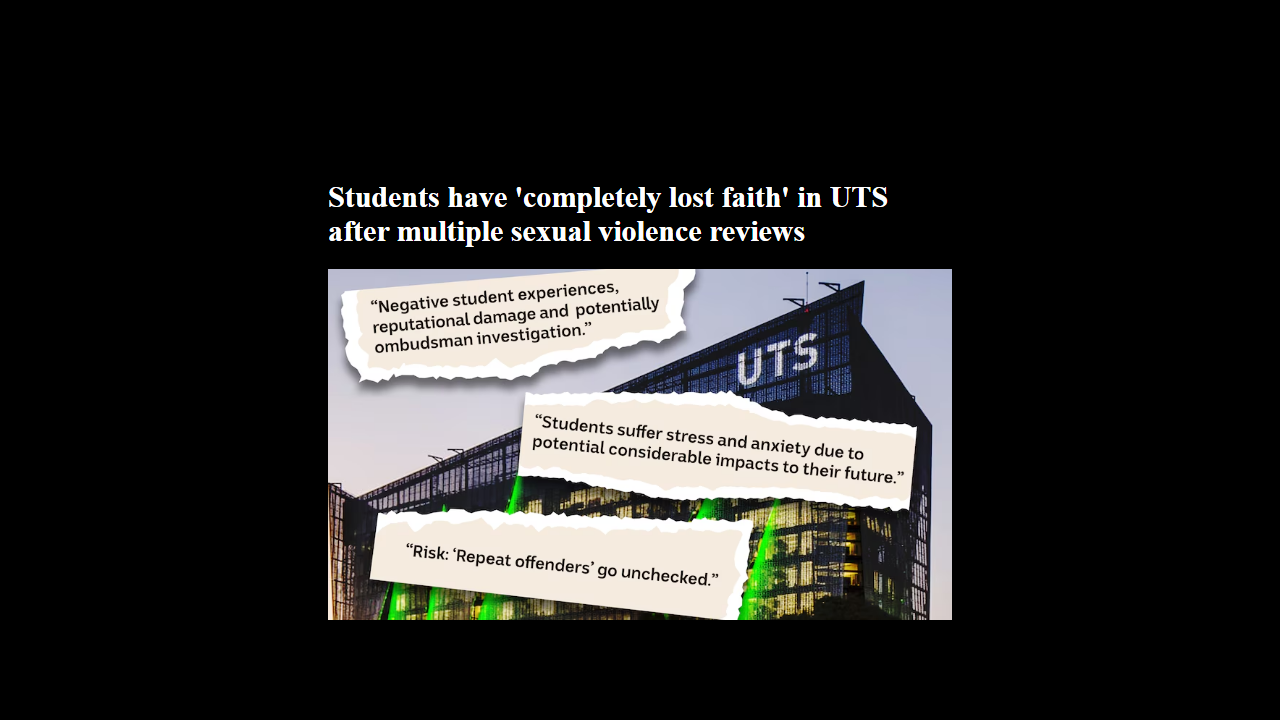 Students have 'completely lost faith' in UTS
after multiple sexual violence reviews
“Negative student experiences,
reputational damage and potentially
ombudsman investigation.”
UTS
“Students suffer stress and anxiety due to
potential considerable impacts to their future.”
“Risk: ‘Repeat offenders’ go unchecked.”